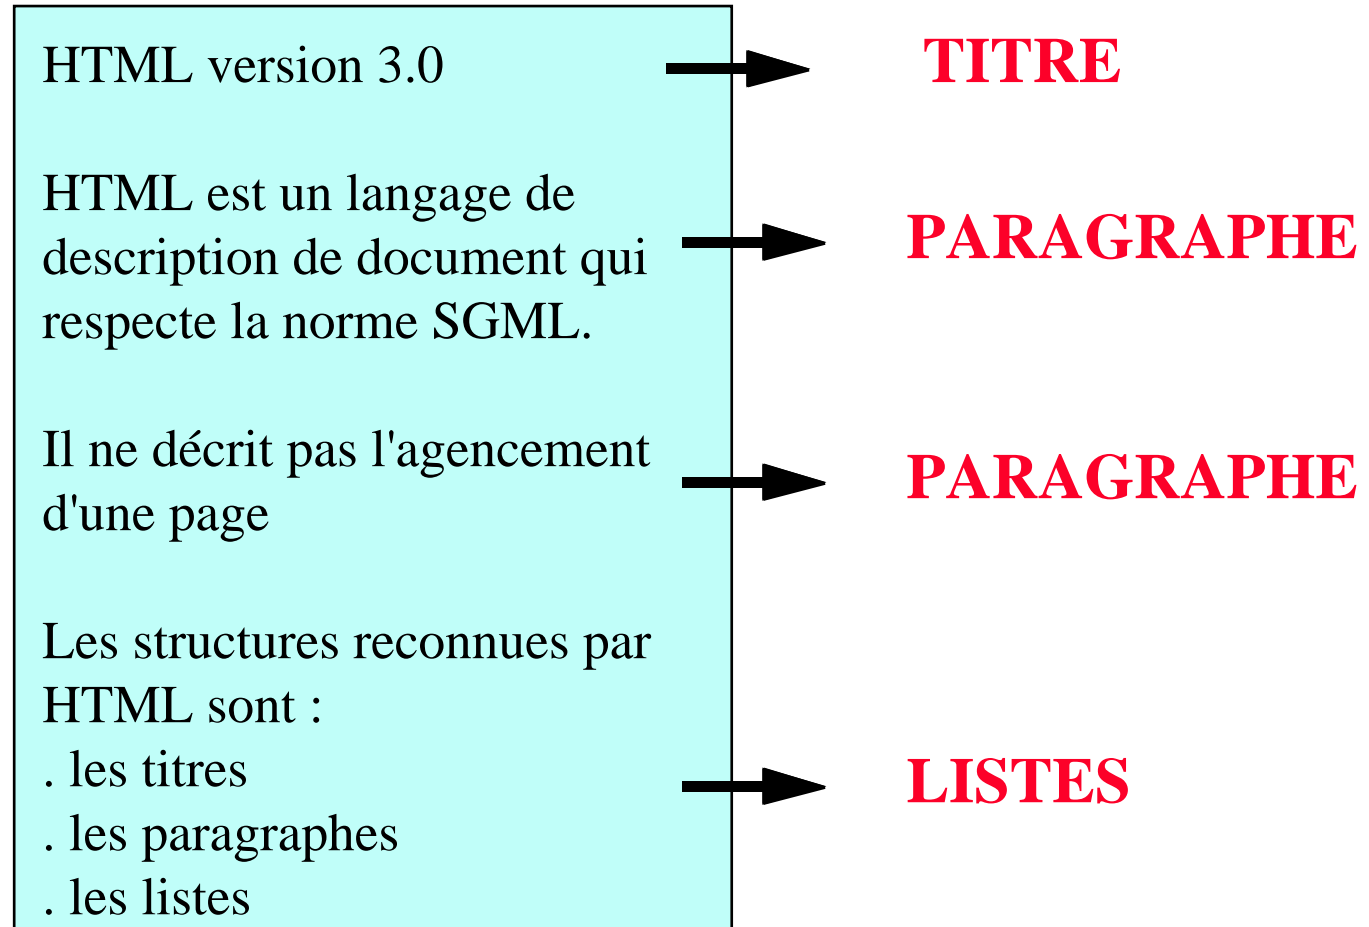 HTML version 3.0
TITRE
HTML est un langage de
description de document qui
respecte la norme SGML.
PARAGRAPHE
Il ne décrit pas l'agencement
d'une page
PARAGRAPHE
Les structures reconnues par
HTML sont :
. les titres
. les paragraphes
. les listes
LISTES